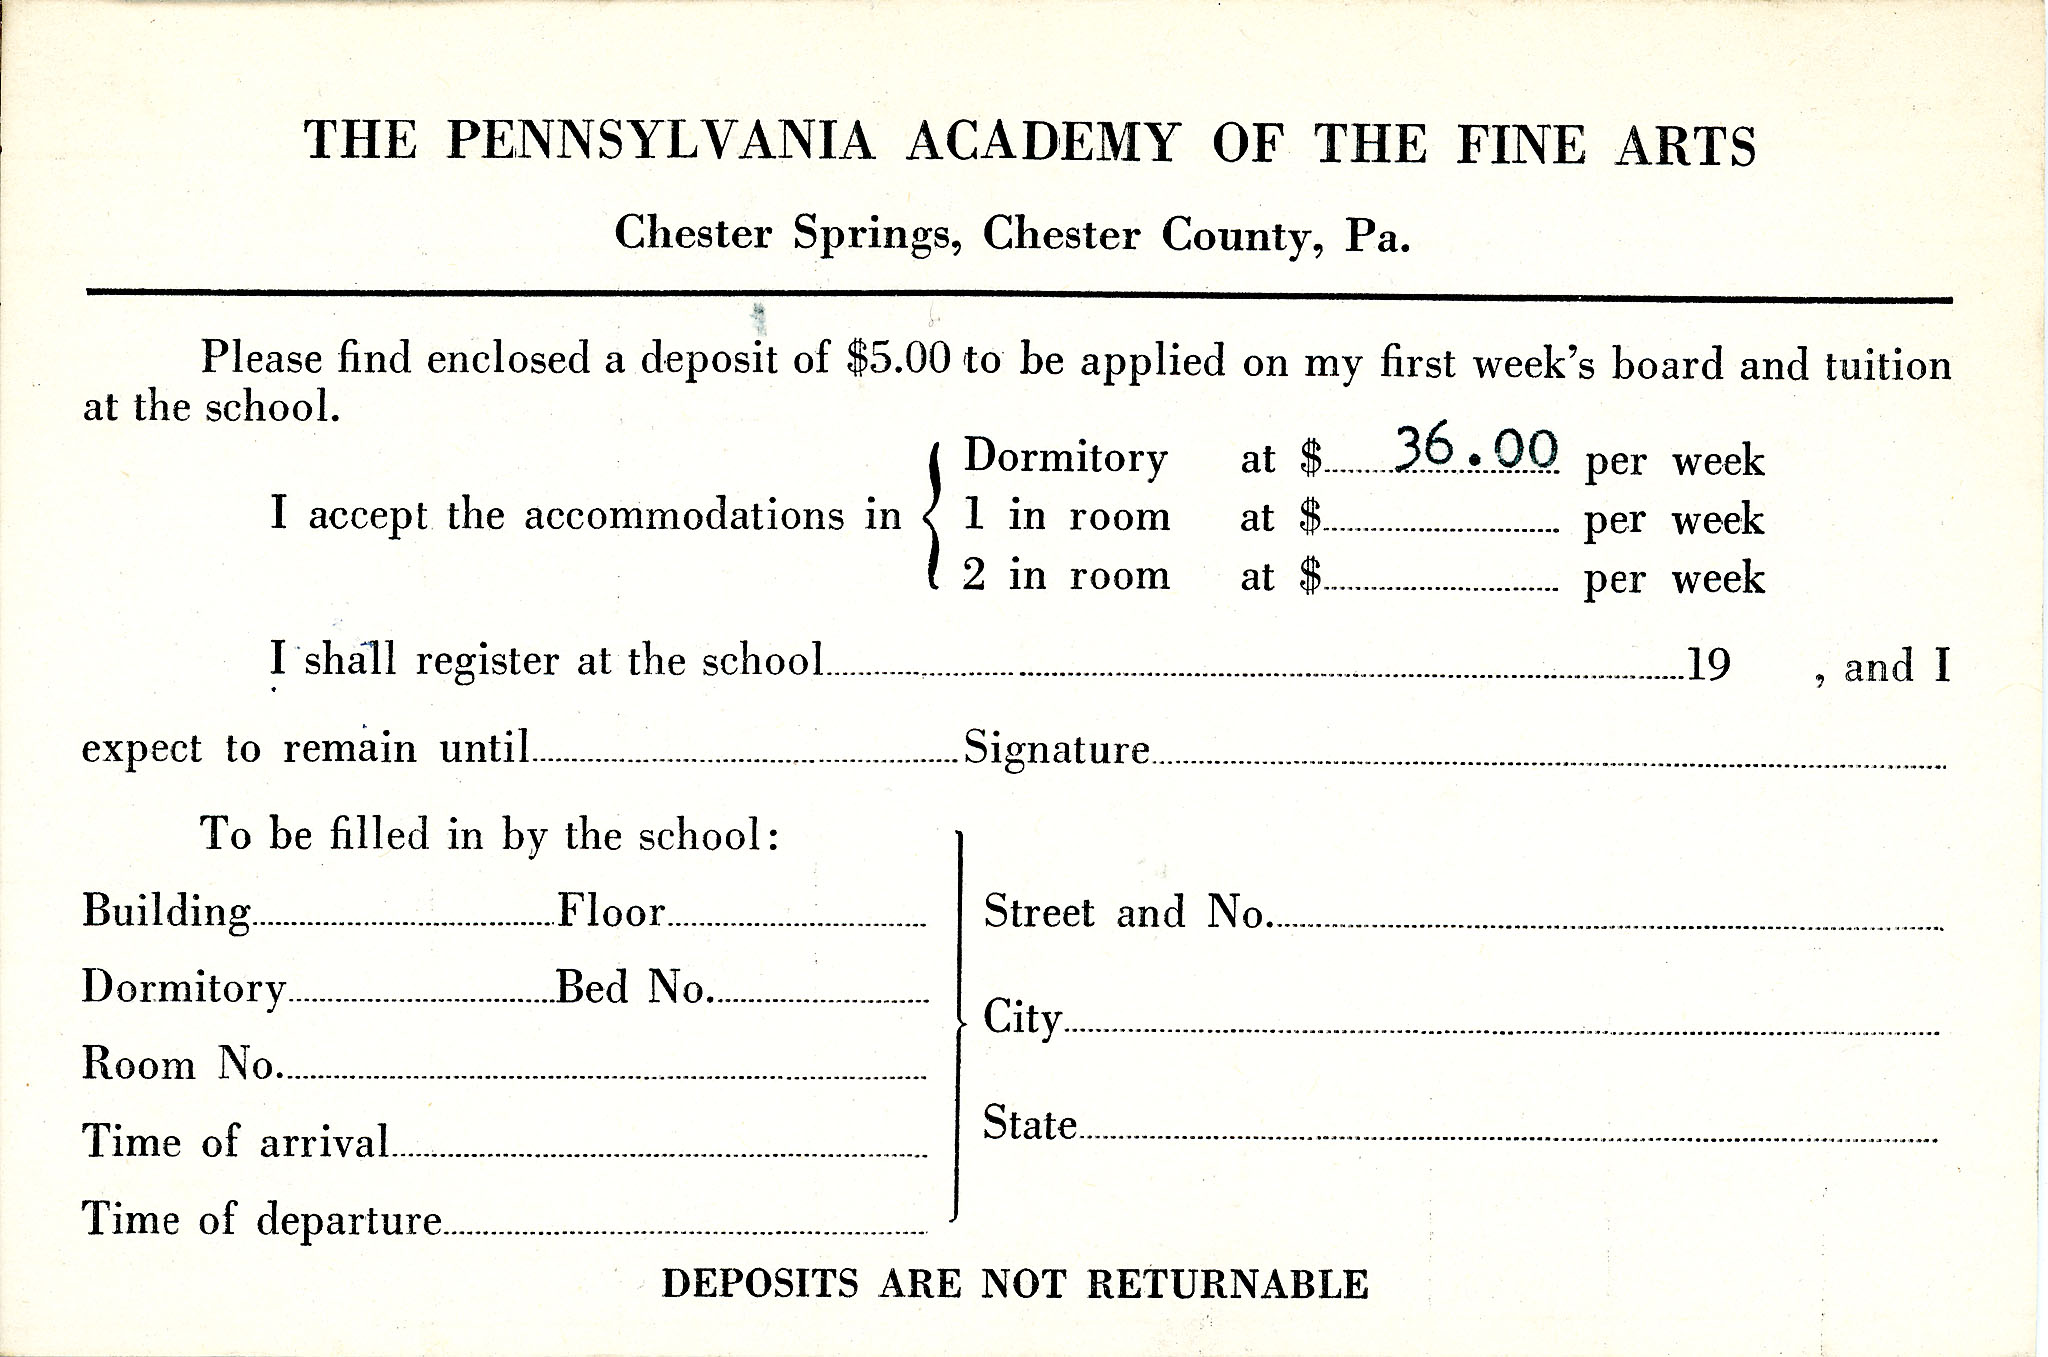 THE PENNSYLVANIA ACADEMY OF THE FINE ARTS
Chester Springs, Chester County, Pa.
Please find enclosed a deposit of $5.00 to be applied on my first week's board and tuition
at the school.
Dormitory at $ 36.00 per week
I accept the accommodations in 1 in room at $ per week
2 in room at $ per week
I shall register at the school 19 , and I
expect to remain until Signature
To be filled in by the school:
Building Floor Street and No.
Dormitory Bed No.
City
Room No.
State
Time of arrival
Time of departure
DEPOSITS ARE NOT RETURNABLE